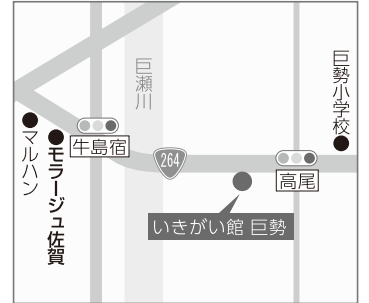 巨瀬川
巨勢小学校
マルハン
モラージュ佐賀
牛島宿
264
高尾
いきがい館 巨勢